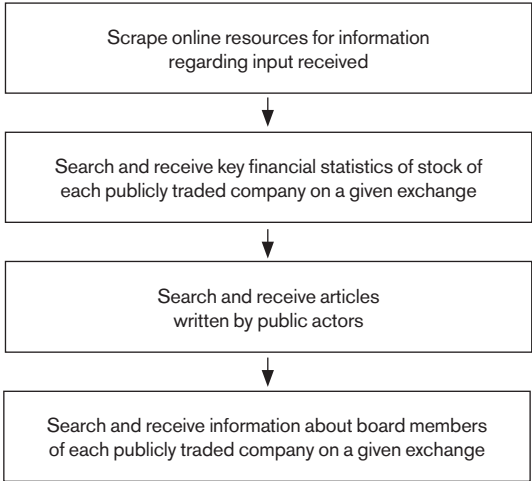 Scrape online resources for information
regarding input received
Search and receive key financial statistics of stock of
each publicly traded company on a given exchange
Search and receive articles
written by public actors
Search and receive information about board members
of each publicly traded company on a given exchange